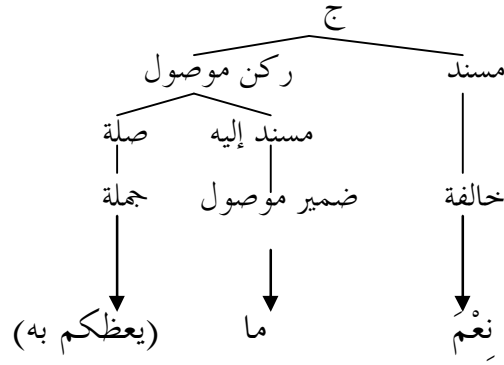 ج
مسند ركن موصول
مسند إليه صلة
خالفة ضمير موصول جملة
نِعْمَ ما (يعظكم به)